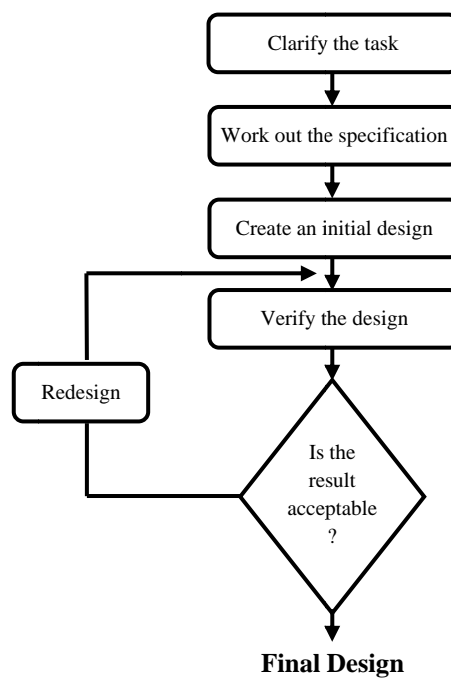 Clarify the task
Work out the specification
Create an initial design
Verify the design
Redesign
Is the
result
acceptable
?
Final Design